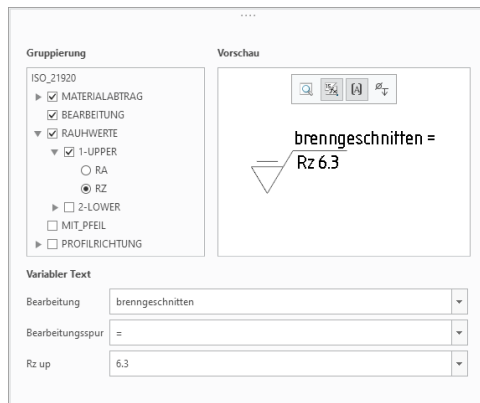 Gruppierung
Vorschau
ISO_21920
MATERIALABTRAG
BEARBEITUNG
RAUHWERTE
1-UPPER
RA
RZ
2-LOWER
MIT_PFEIL
PROFILRICHTUNG
brenngeschnitten =
Rz 6.3
Variabler Text
Bearbeitung
brenngeschnitten
Bearbeitungsspur
=
Rz up
6.3